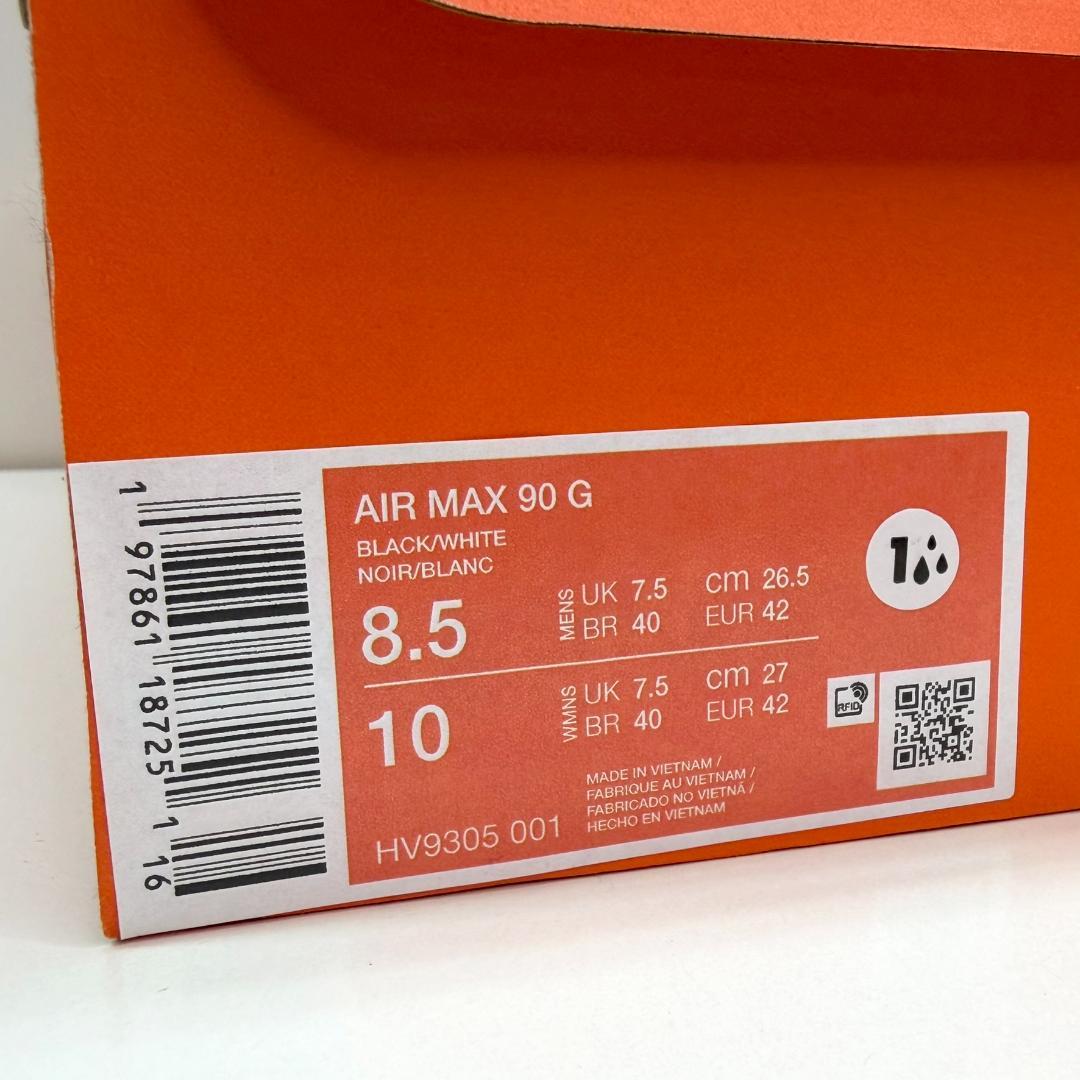 AIR MAX 90 G
BLACK/WHITE
NOIR/BLANC
8.5
MENS
UK 7.5 cm 26.5
BR 40 EUR 42
10
WMNS
UK 7.5 cm 27
BR 40 EUR 42
MADE IN VIETNAM /
FABRIQUE AU VIETNAM /
FABRICADO NO VIETNÁ /
HECHO EN VIETNAM
HV9305 001
1
RFID
1 97861 18725 1 16